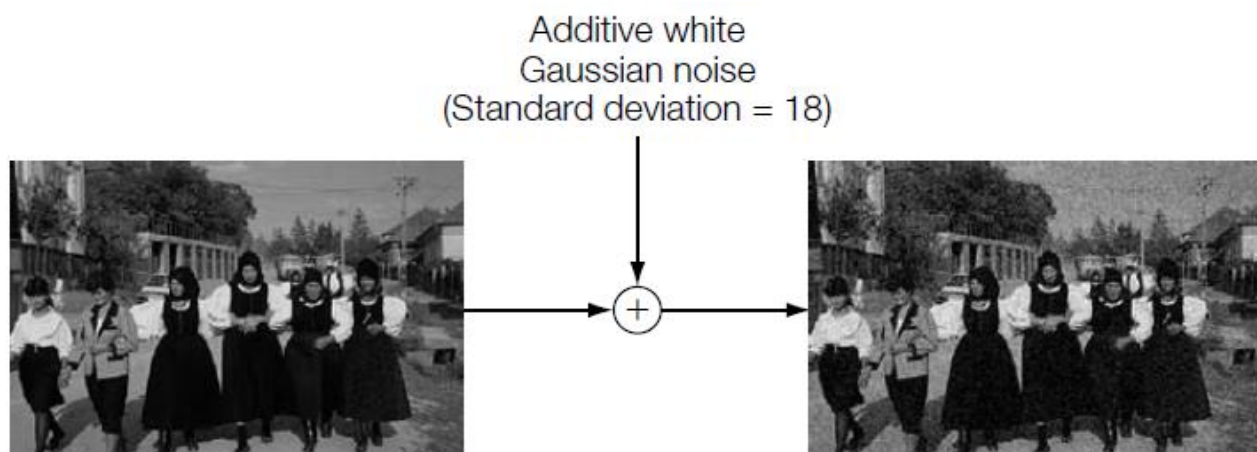 Additive white
Gaussian noise
(Standard deviation = 18)
+